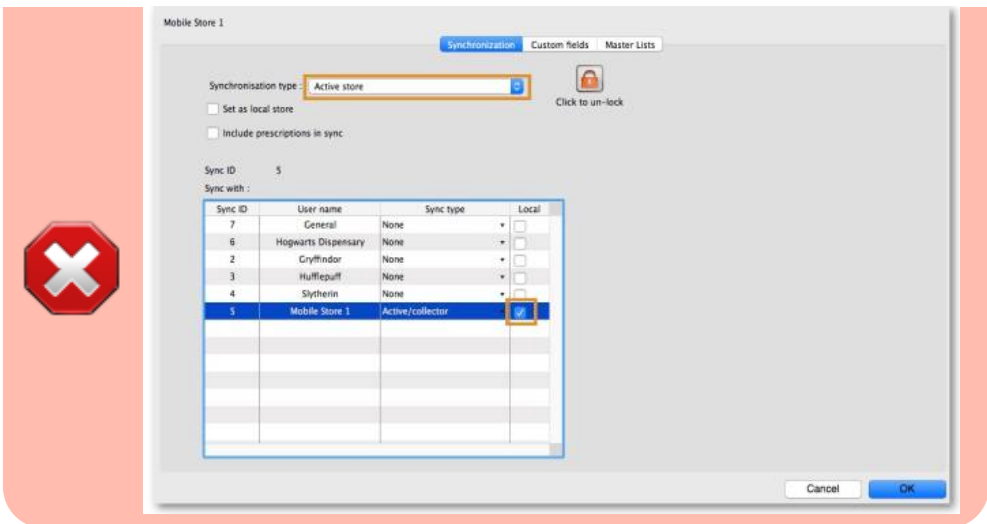 Mobile Store 1
Synchronization Custom fields Master Lists
Synchronisation type : Active store
Click to un-lock
Set as local store
Include prescriptions in sync
Sync ID 5
Sync with :
Sync ID User name Sync type Local
7 General None
6 Hogwarts Dispensary None
2 Gryffindor None
3 Hufflepuff None
4 Slytherin None
5 Mobile Store 1 Active/collector
Cancel OK